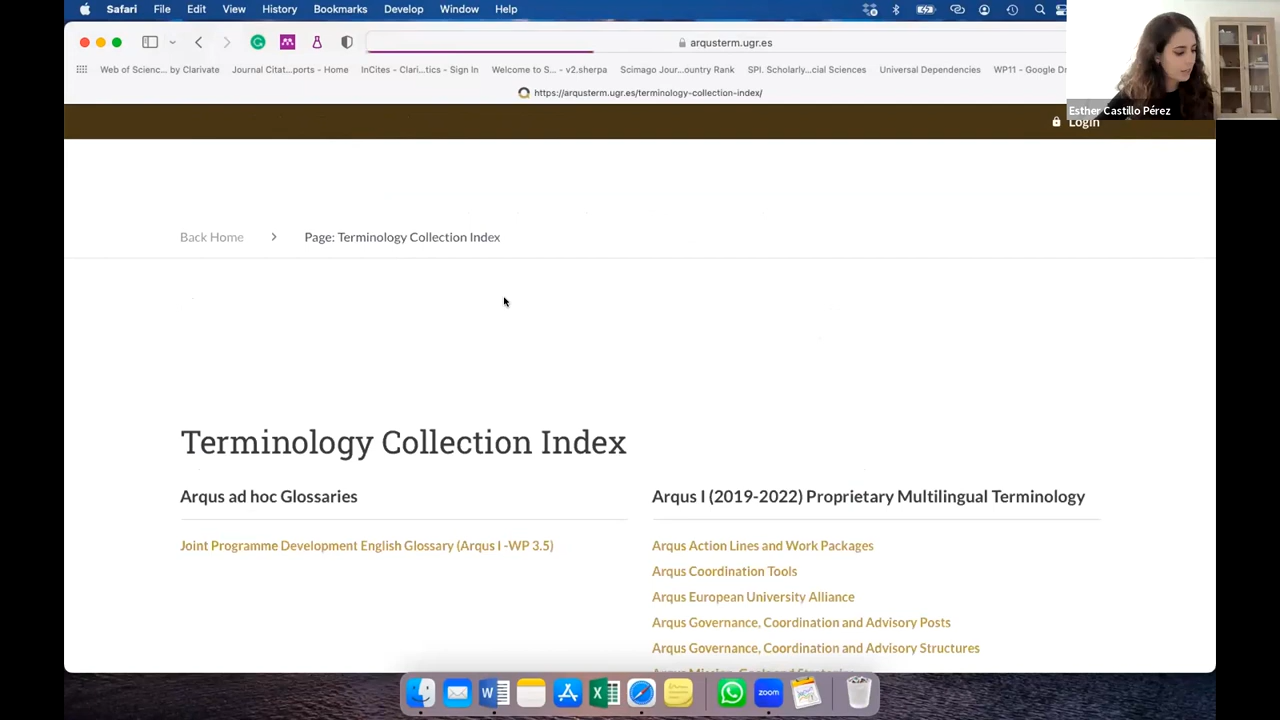 Safari File Edit View History Bookmarks Develop Window Help
arqusterm.ugr.es
Web of Scienc... by Clarivate Journal Citat...ports - Home InCites - Clari...tics - Sign In Welcome to S... - v2.sherpa Scimago Jour...ountry Rank SPI. Scholarly...cial Sciences Universal Dependencies WP11 - Google
https://arqusterm.ugr.es/terminology-collection-index/
Esther Castillo Pérez
Login
Back Home > Page: Terminology Collection Index
Terminology Collection Index
Arqus ad hoc Glossaries
Joint Programme Development English Glossary (Arqus I -WP 3.5)
Arqus I (2019-2022) Proprietary Multilingual Terminology
Arqus Action Lines and Work Packages
Arqus Coordination Tools
Arqus European University Alliance
Arqus Governance, Coordination and Advisory Posts
Arqus Governance, Coordination and Advisory Structures
zoom